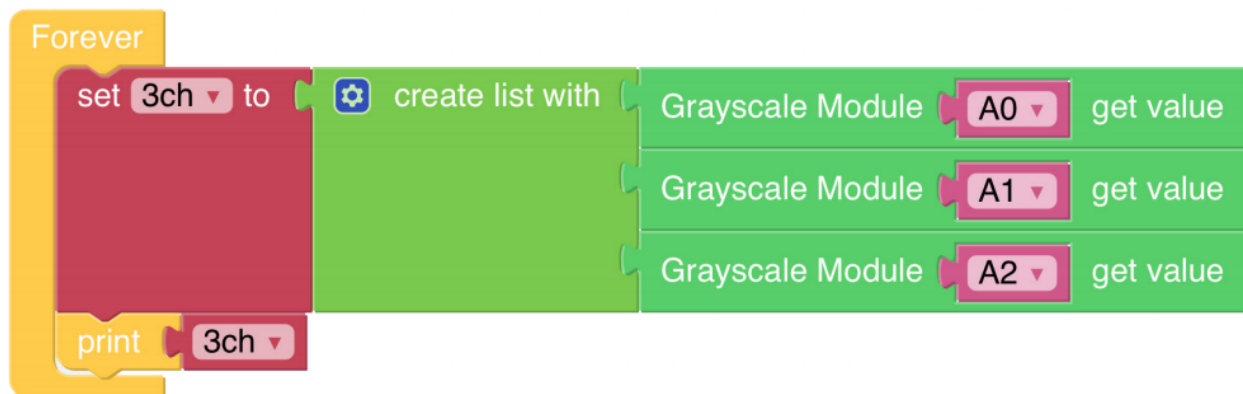 Forever
set 3ch to create list with Grayscale Module A0 get value
Grayscale Module A1 get value
Grayscale Module A2 get value
print 3ch